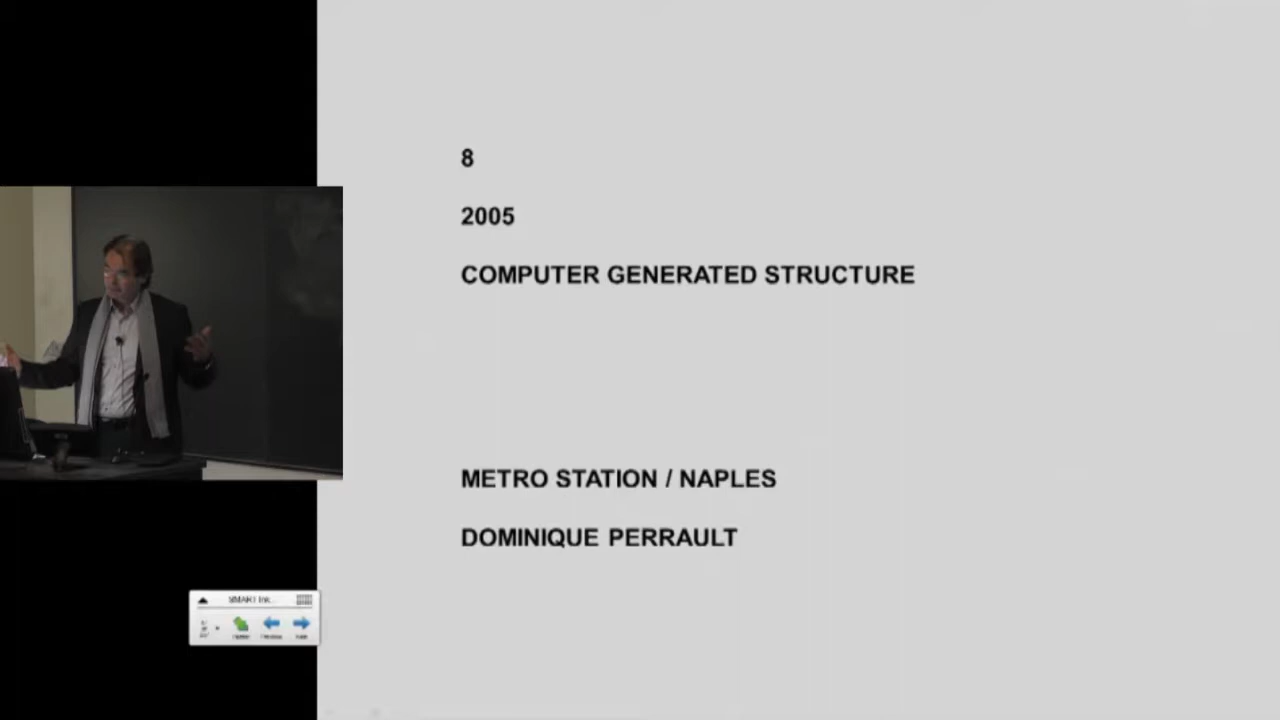 8
2005
COMPUTER GENERATED STRUCTURE
METRO STATION / NAPLES
DOMINIQUE PERRAULT
SMART Ink...